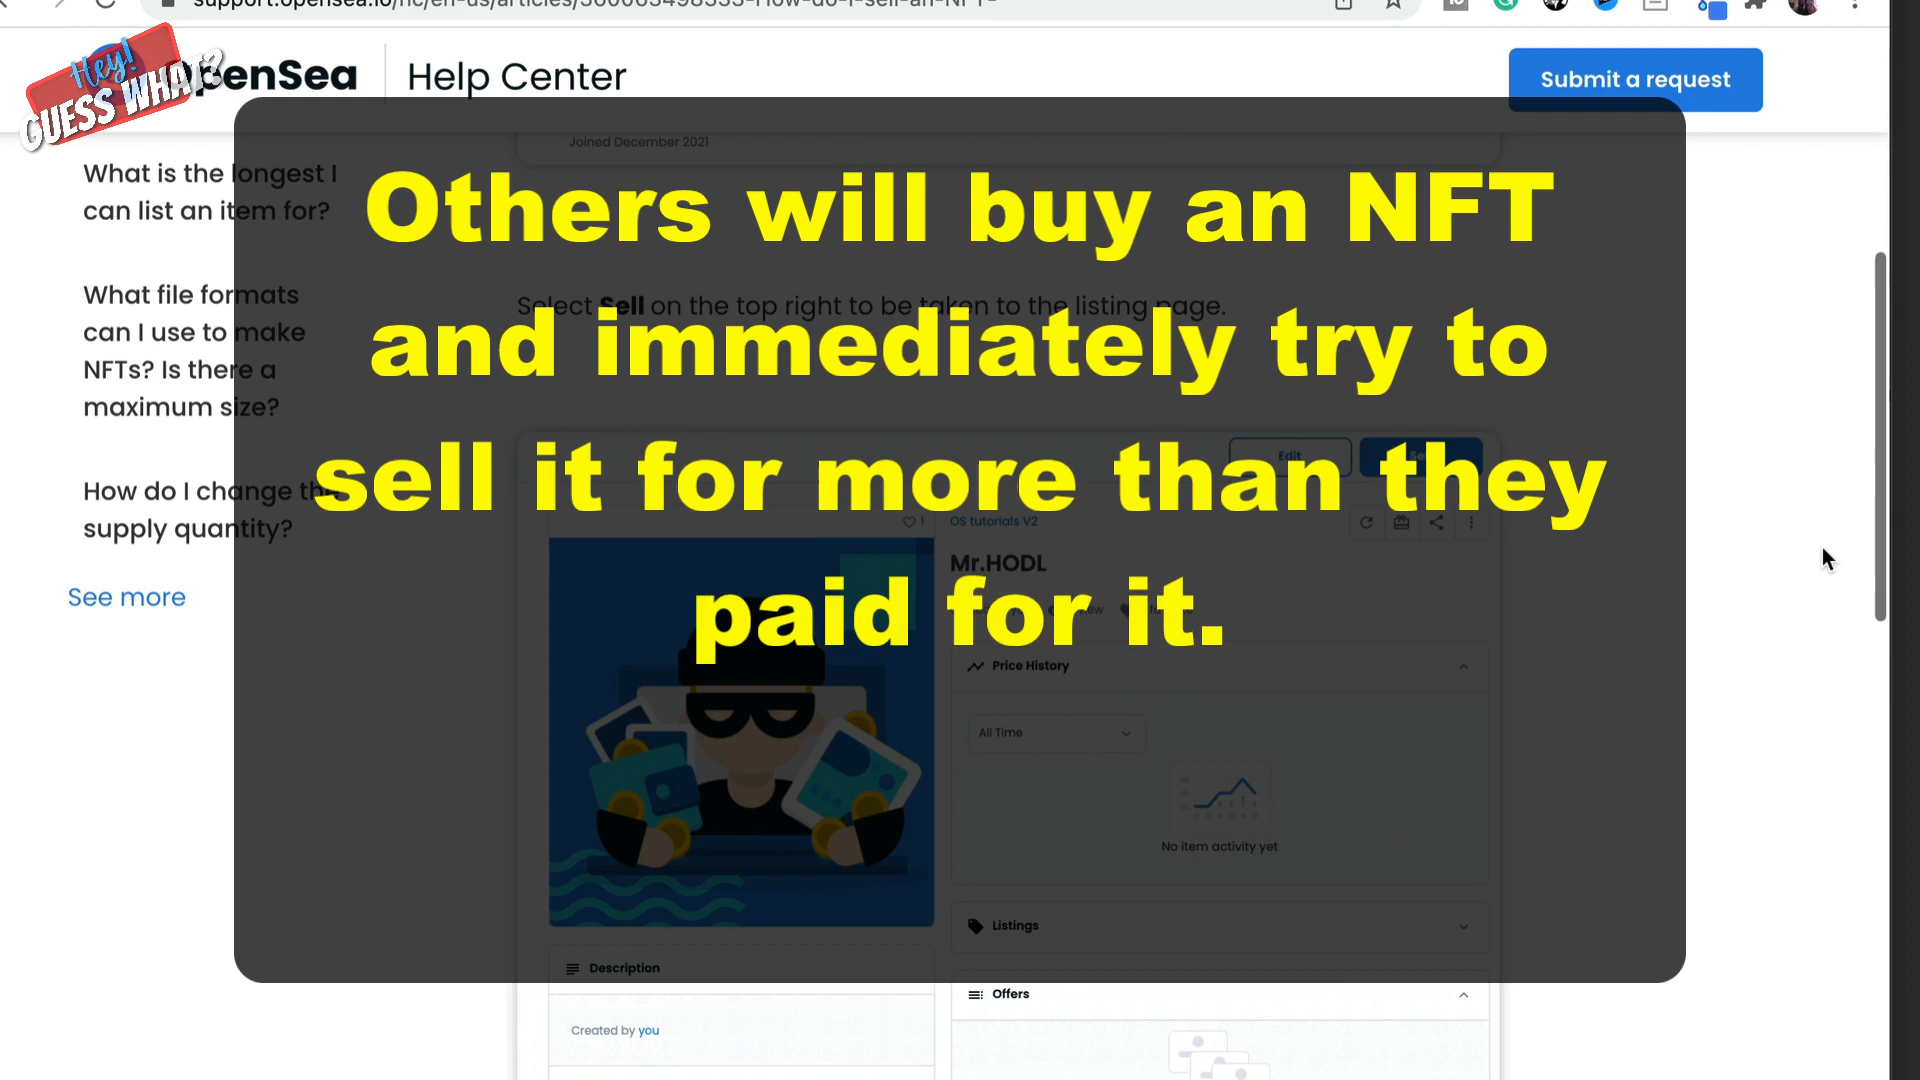 Hey!
GUESS WHAT?
OpenSea
Help Center
Submit a request
Joined December 2021
What is the longest I
can list an item for?
What file formats
can I use to make
NFTs? Is there a
maximum size?
How do I change the
supply quantity?
See more
Others will buy an NFT
and immediately try to
sell it for more than they
paid for it.
Select Sell on the top right to be taken to the listing page.
Edit
1
OS tutorials V2
Mr.HODL
Price History
All Time
No item activity yet
Listings
Description
Offers
Created by you